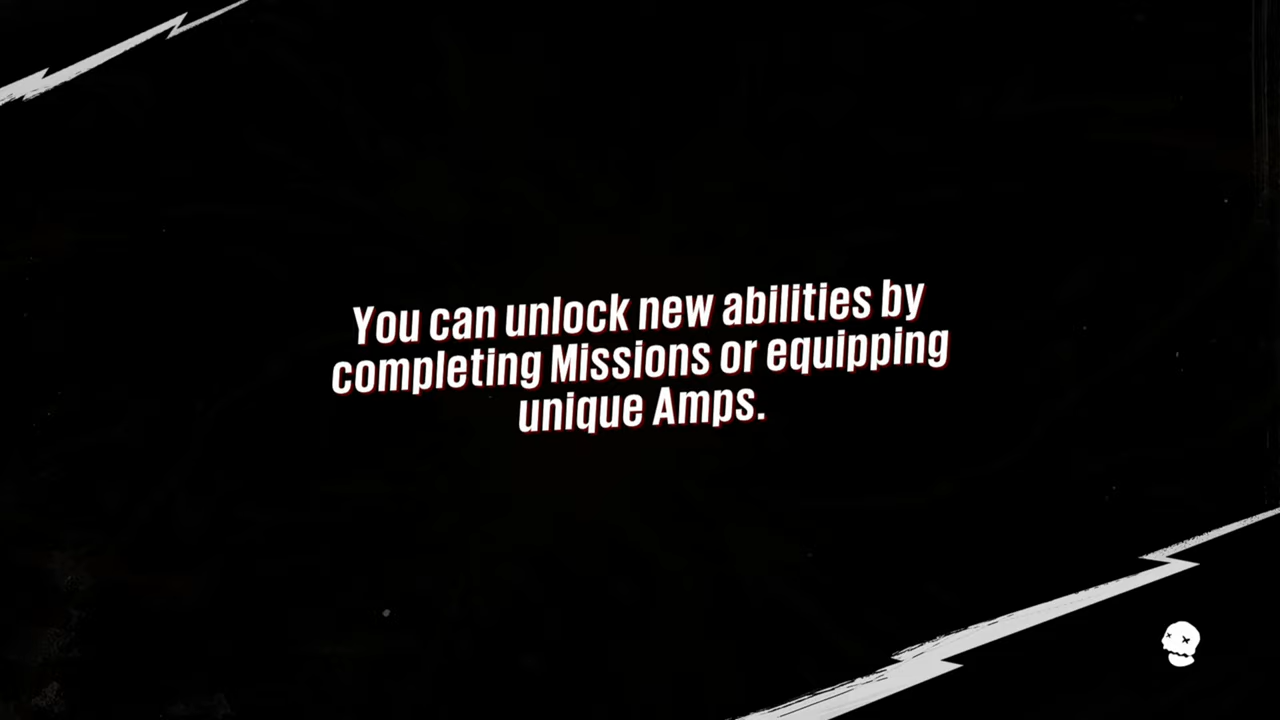 You can unlock new abilities by
completing Missions or equipping
unique Amps.